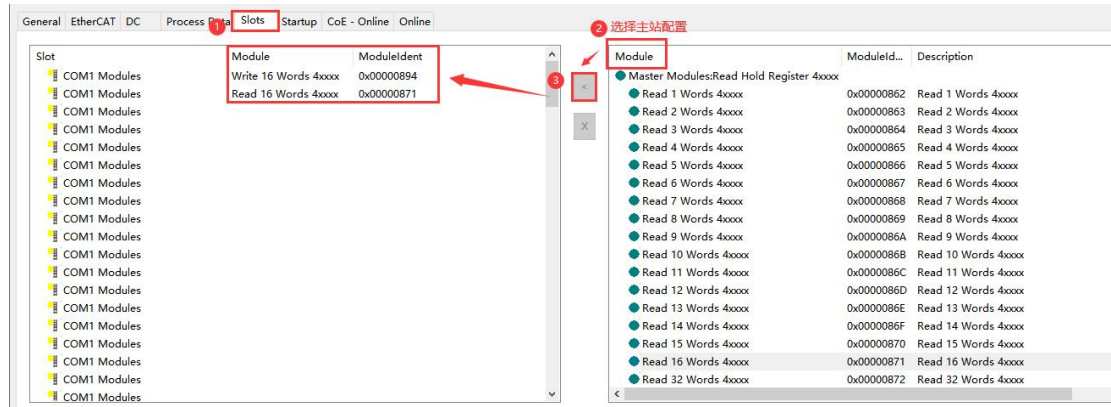 General EtherCAT DC Process Data Slots Startup CoE - Online Online
1
2 选择主站配置
Slot Module ModuleIdent
Module ModuleId... Description
COM1 Modules Write 16 Words 4xxxx 0x00000894
Master Modules:Read Hold Register 4xxxx
COM1 Modules Read 16 Words 4xxxx 0x00000871
3 <
Read 1 Words 4xxxx 0x00000862 Read 1 Words 4xxxx
COM1 Modules
Read 2 Words 4xxxx 0x00000863 Read 2 Words 4xxxx
COM1 Modules
X
Read 3 Words 4xxxx 0x00000864 Read 3 Words 4xxxx
COM1 Modules
Read 4 Words 4xxxx 0x00000865 Read 4 Words 4xxxx
COM1 Modules
Read 5 Words 4xxxx 0x00000866 Read 5 Words 4xxxx
COM1 Modules
Read 6 Words 4xxxx 0x00000867 Read 6 Words 4xxxx
COM1 Modules
Read 7 Words 4xxxx 0x00000868 Read 7 Words 4xxxx
COM1 Modules
Read 8 Words 4xxxx 0x00000869 Read 8 Words 4xxxx
COM1 Modules
Read 9 Words 4xxxx 0x0000086A Read 9 Words 4xxxx
COM1 Modules
Read 10 Words 4xxxx 0x0000086B Read 10 Words 4xxxx
COM1 Modules
Read 11 Words 4xxxx 0x0000086C Read 11 Words 4xxxx
COM1 Modules
Read 12 Words 4xxxx 0x0000086D Read 12 Words 4xxxx
COM1 Modules
Read 13 Words 4xxxx 0x0000086E Read 13 Words 4xxxx
COM1 Modules
Read 14 Words 4xxxx 0x0000086F Read 14 Words 4xxxx
COM1 Modules
Read 15 Words 4xxxx 0x00000870 Read 15 Words 4xxxx
COM1 Modules
Read 16 Words 4xxxx 0x00000871 Read 16 Words 4xxxx
COM1 Modules
Read 32 Words 4xxxx 0x00000872 Read 32 Words 4xxxx
COM1 Modules